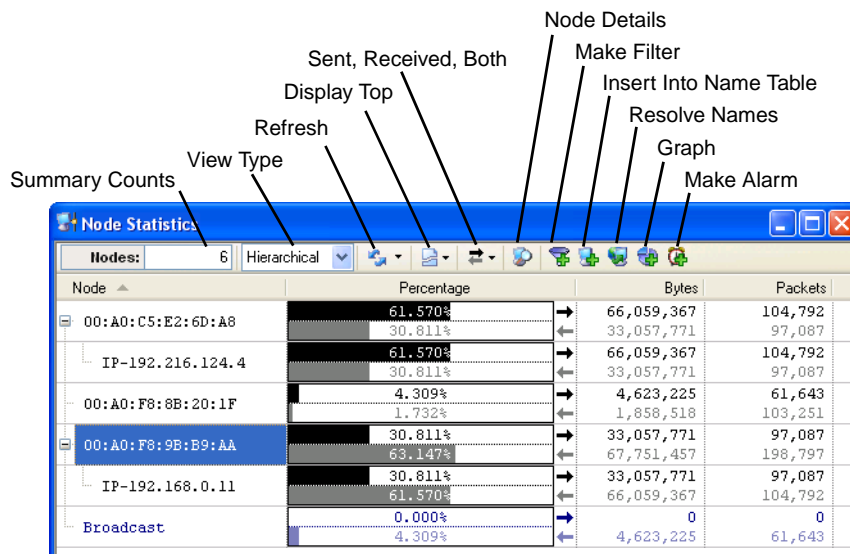 Node Details
Make Filter
Sent, Received, Both
Insert Into Name Table
Display Top
Resolve Names
Refresh
Graph
View Type
Make Alarm
Summary Counts
Node Statistics
Nodes: 6 Hierarchical
Node Percentage Bytes Packets
00:A0:C5:E2:6D:A8 61.570% 66,059,367 104,792
30.811% 33,057,771 97,087
IP-192.216.124.4 61.570% 66,059,367 104,792
30.811% 33,057,771 97,087
00:A0:F8:8B:20:1F 4.309% 4,623,225 61,643
1.732% 1,858,518 103,251
00:A0:F8:9B:B9:AA 30.811% 33,057,771 97,087
63.147% 67,751,457 198,797
IP-192.168.0.11 30.811% 33,057,771 97,087
61.570% 66,059,367 104,792
Broadcast 0.000% 0 0
4.309% 4,623,225 61,643